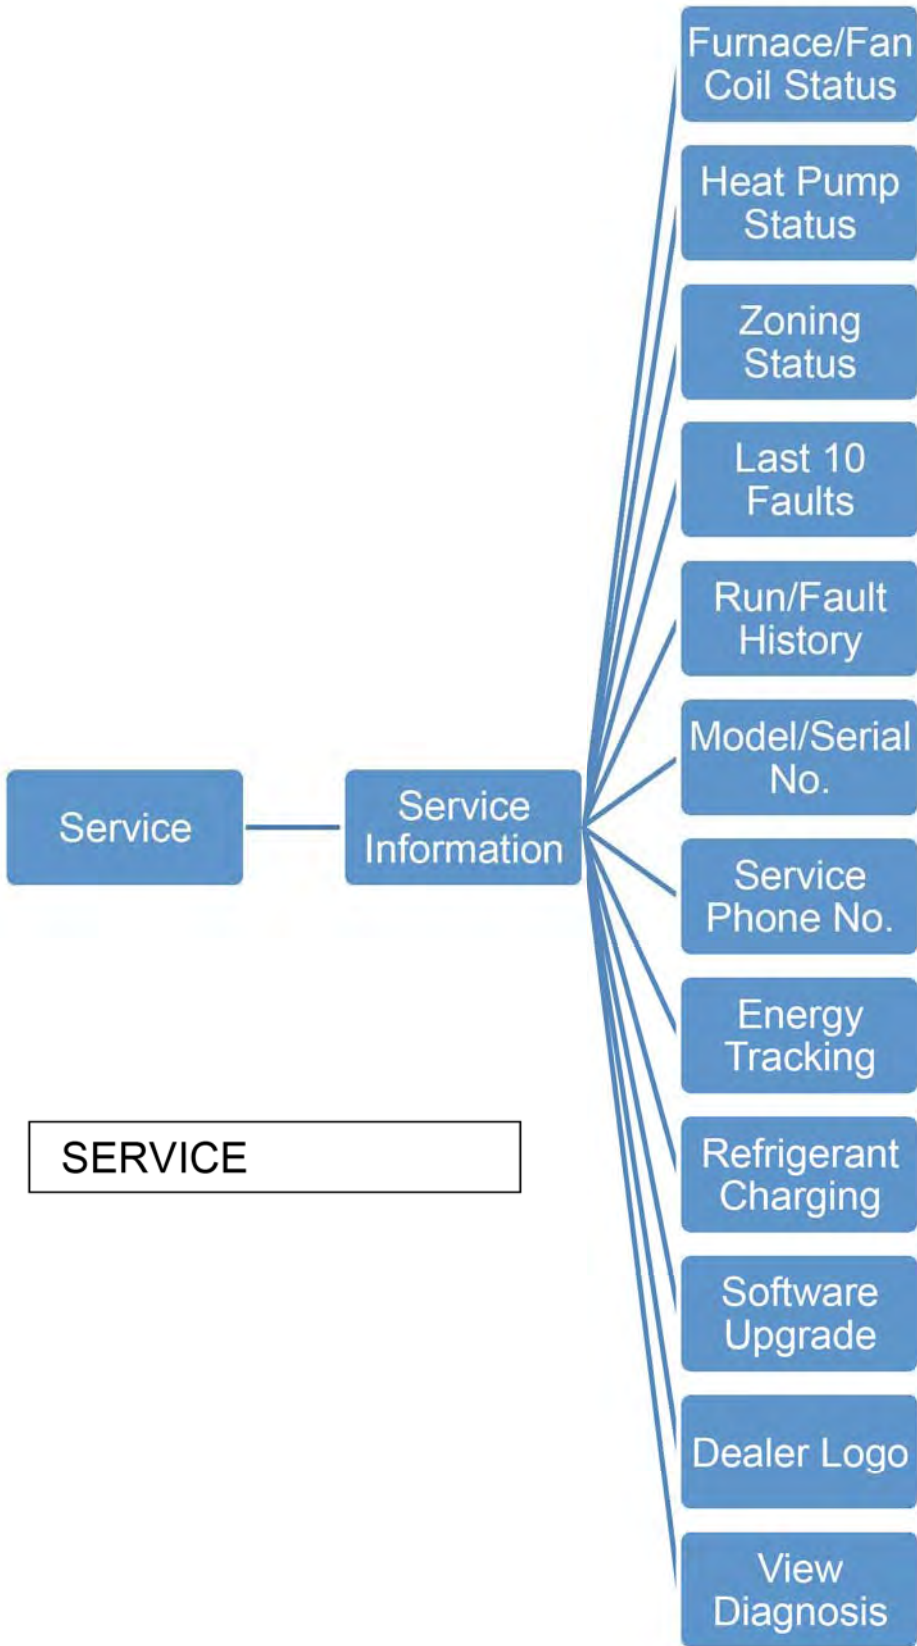 Furnace/Fan
Coil Status
Heat Pump
Status
Zoning
Status
Last 10
Faults
Run/Fault
History
Model/Serial
No.
Service
Service
Information
Service
Phone No.
Energy
Tracking
SERVICE
Refrigerant
Charging
Software
Upgrade
Dealer Logo
View
Diagnosis